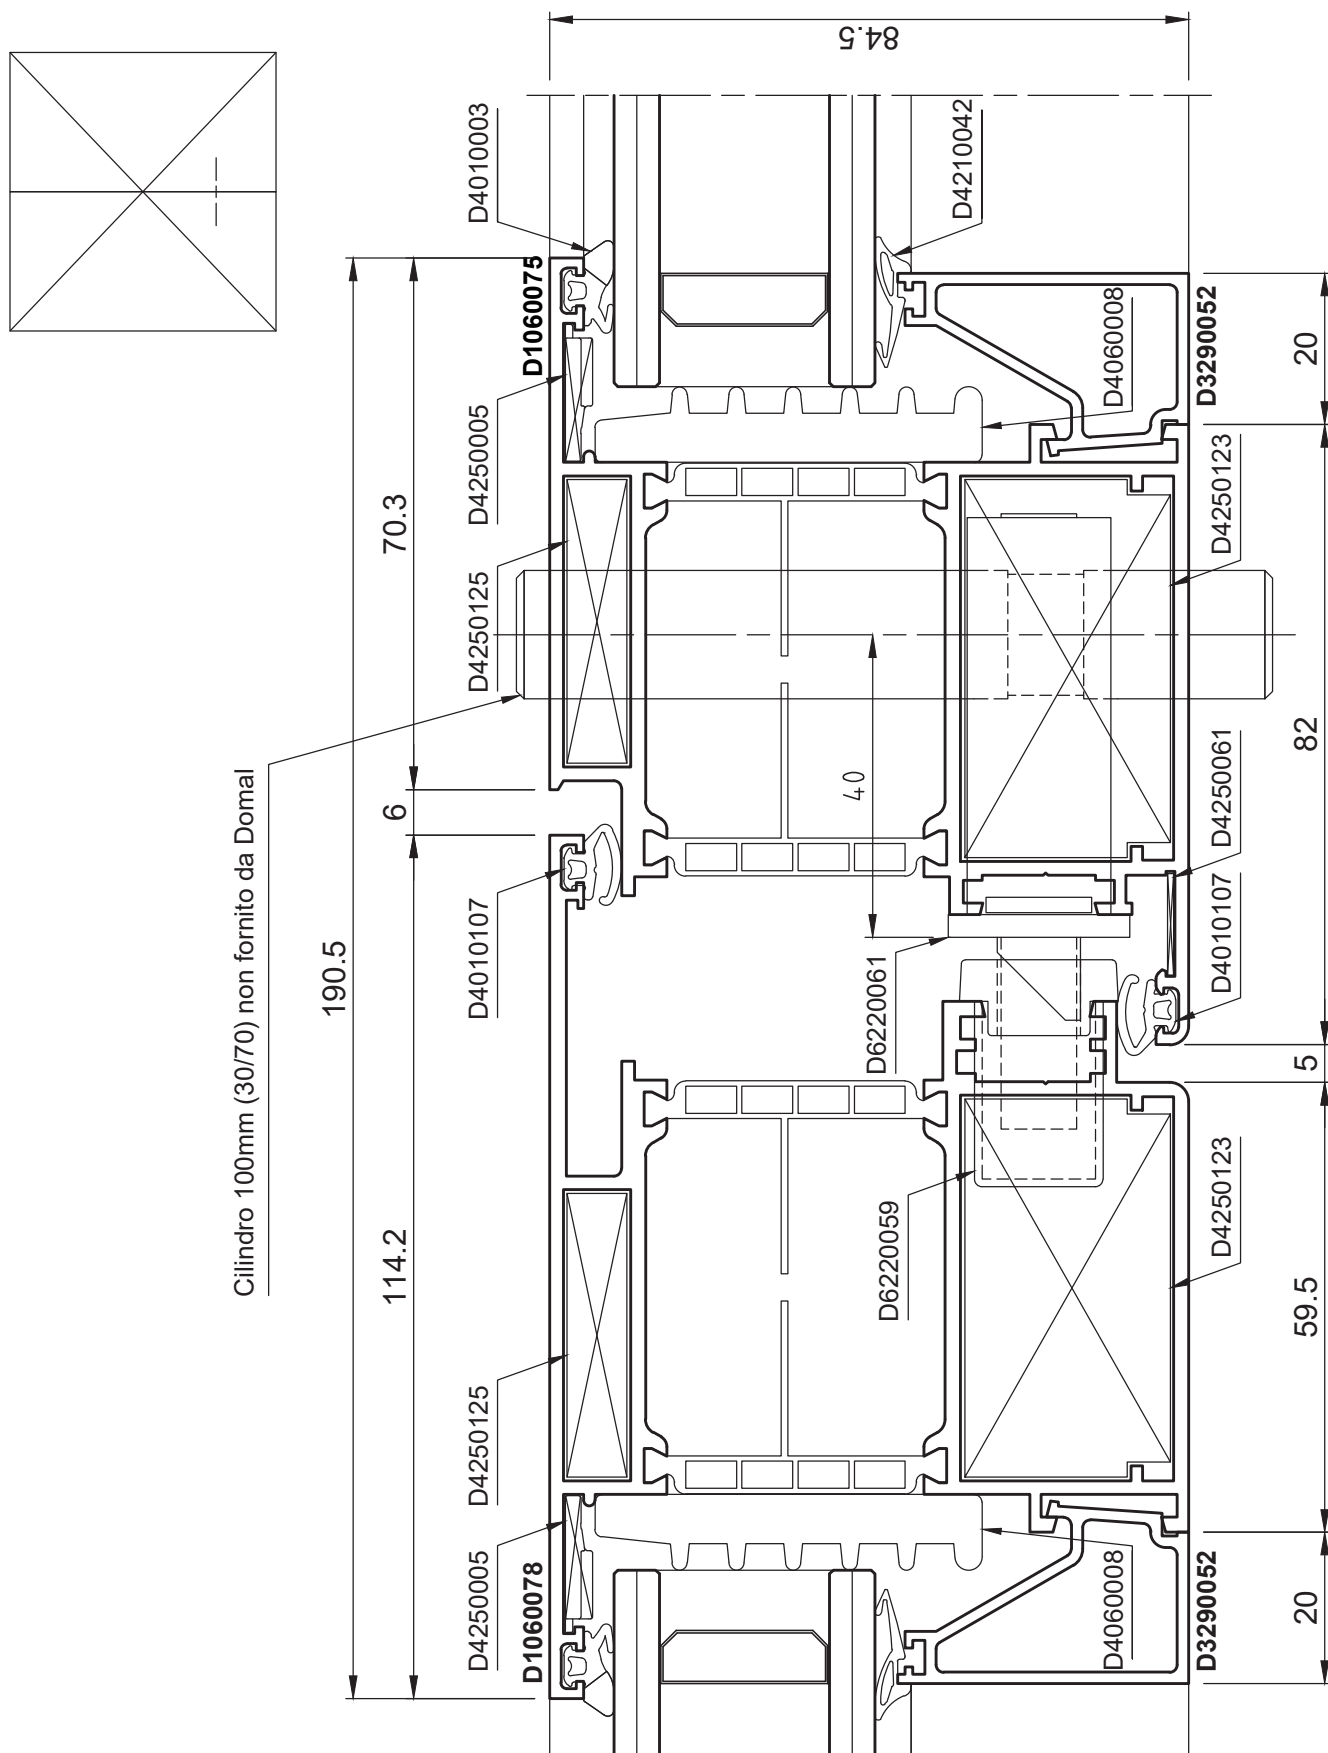 84.5
D4010003
D4210042
D1060075
D4250005
D4250125
D4060008
D3290052
D4250123
20
82
5
59.5
20
70.3
6
114.2
190.5
40
Cilindro 100mm (30/70) non fornito da Domal
D4010107
D6220061
D4250061
D4010107
D6220059
D4250123
D4250125
D4250005
D1060078
D4060008
D3290052